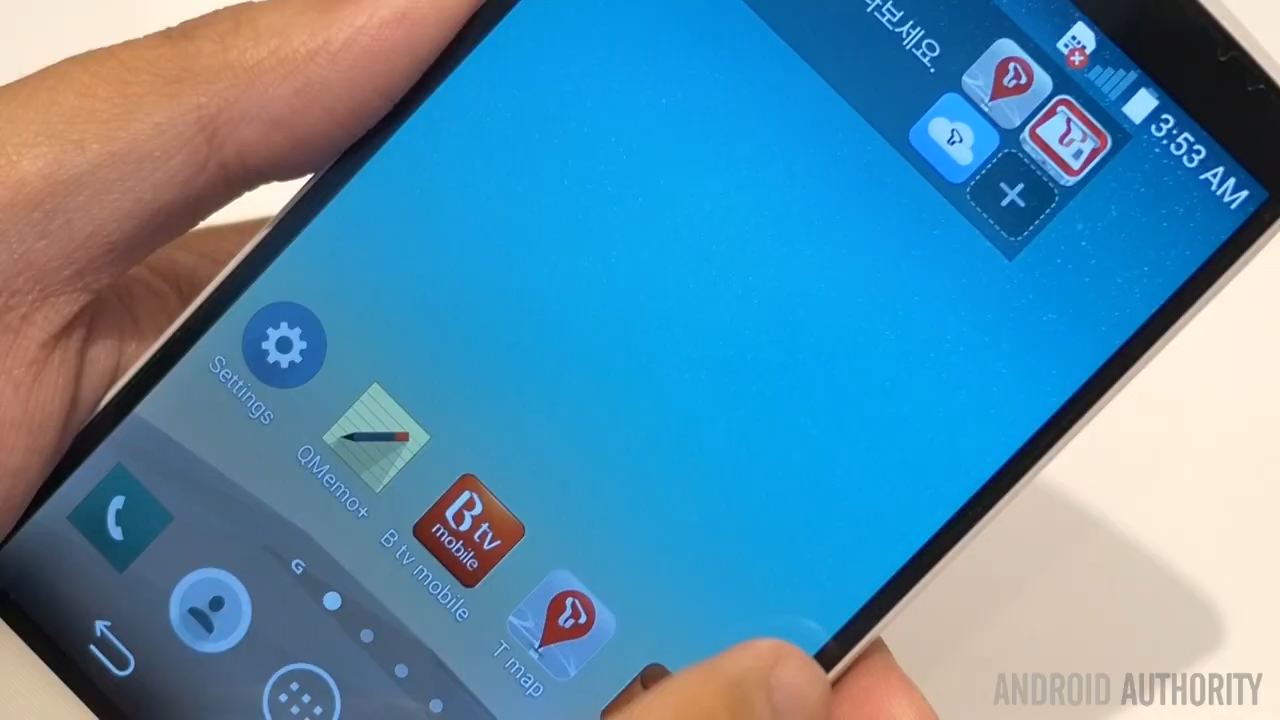 보세요.
3:53 AM
Settings
QMemo+
B tv mobile
T map
B tv
mobile
G
ANDROID AUTHORITY